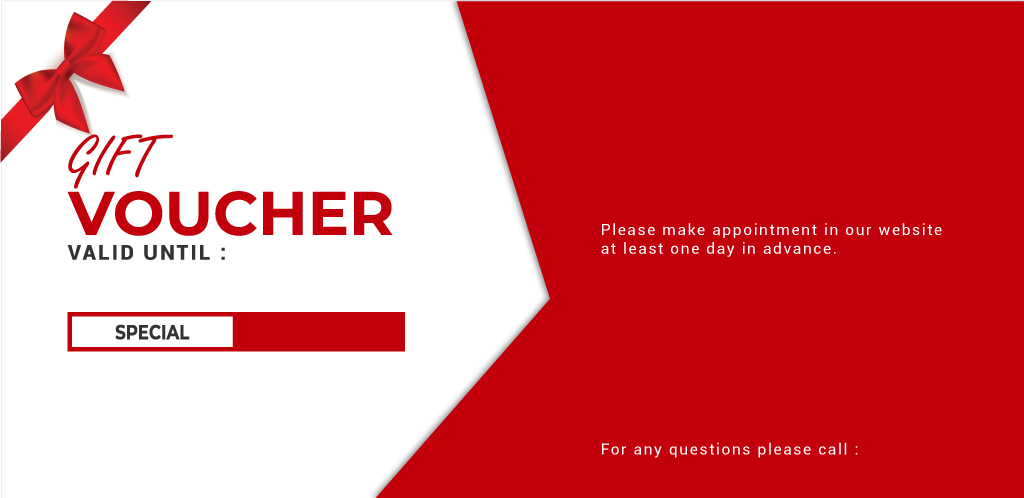 GIFT
VOUCHER
VALID UNTIL :
SPECIAL
Please make appointment in our website
at least one day in advance.
For any questions please call :